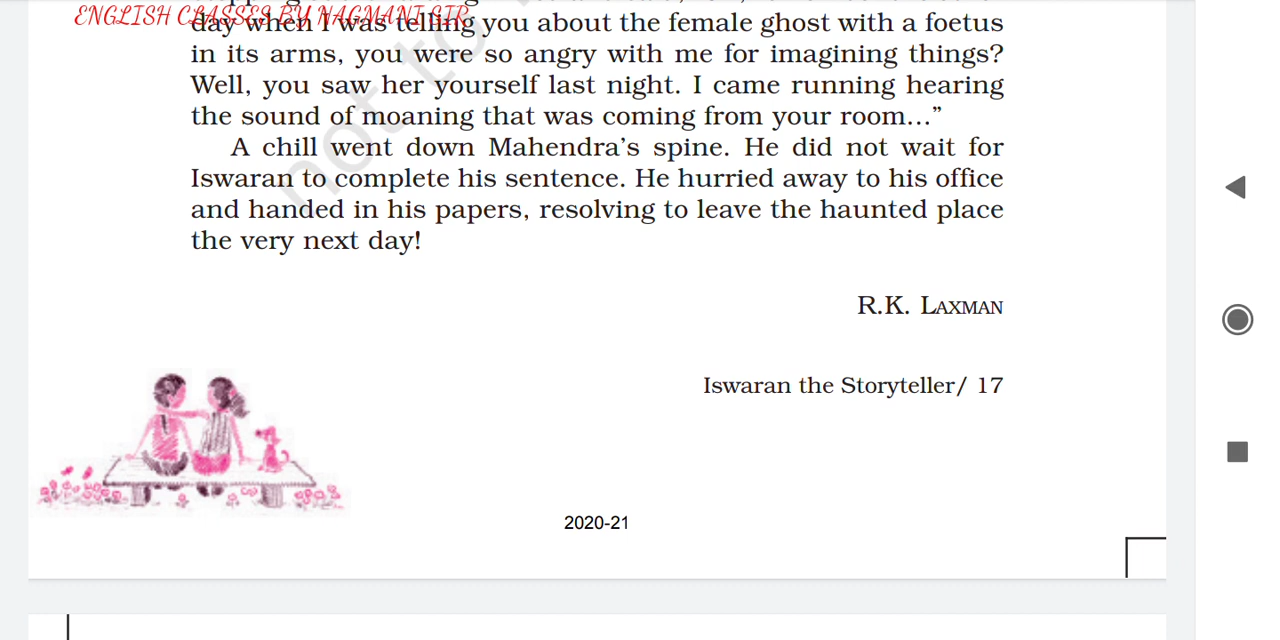 ENGLISH CLASSES BY NAGMANI SIR
day when I was telling you about the female ghost with a foetus
in its arms, you were so angry with me for imagining things?
Well, you saw her yourself last night. I came running hearing
the sound of moaning that was coming from your room...”
A chill went down Mahendra’s spine. He did not wait for
Iswaran to complete his sentence. He hurried away to his office
and handed in his papers, resolving to leave the haunted place
the very next day!
R.K. LAXMAN
Iswaran the Storyteller/ 17
2020-21
not to